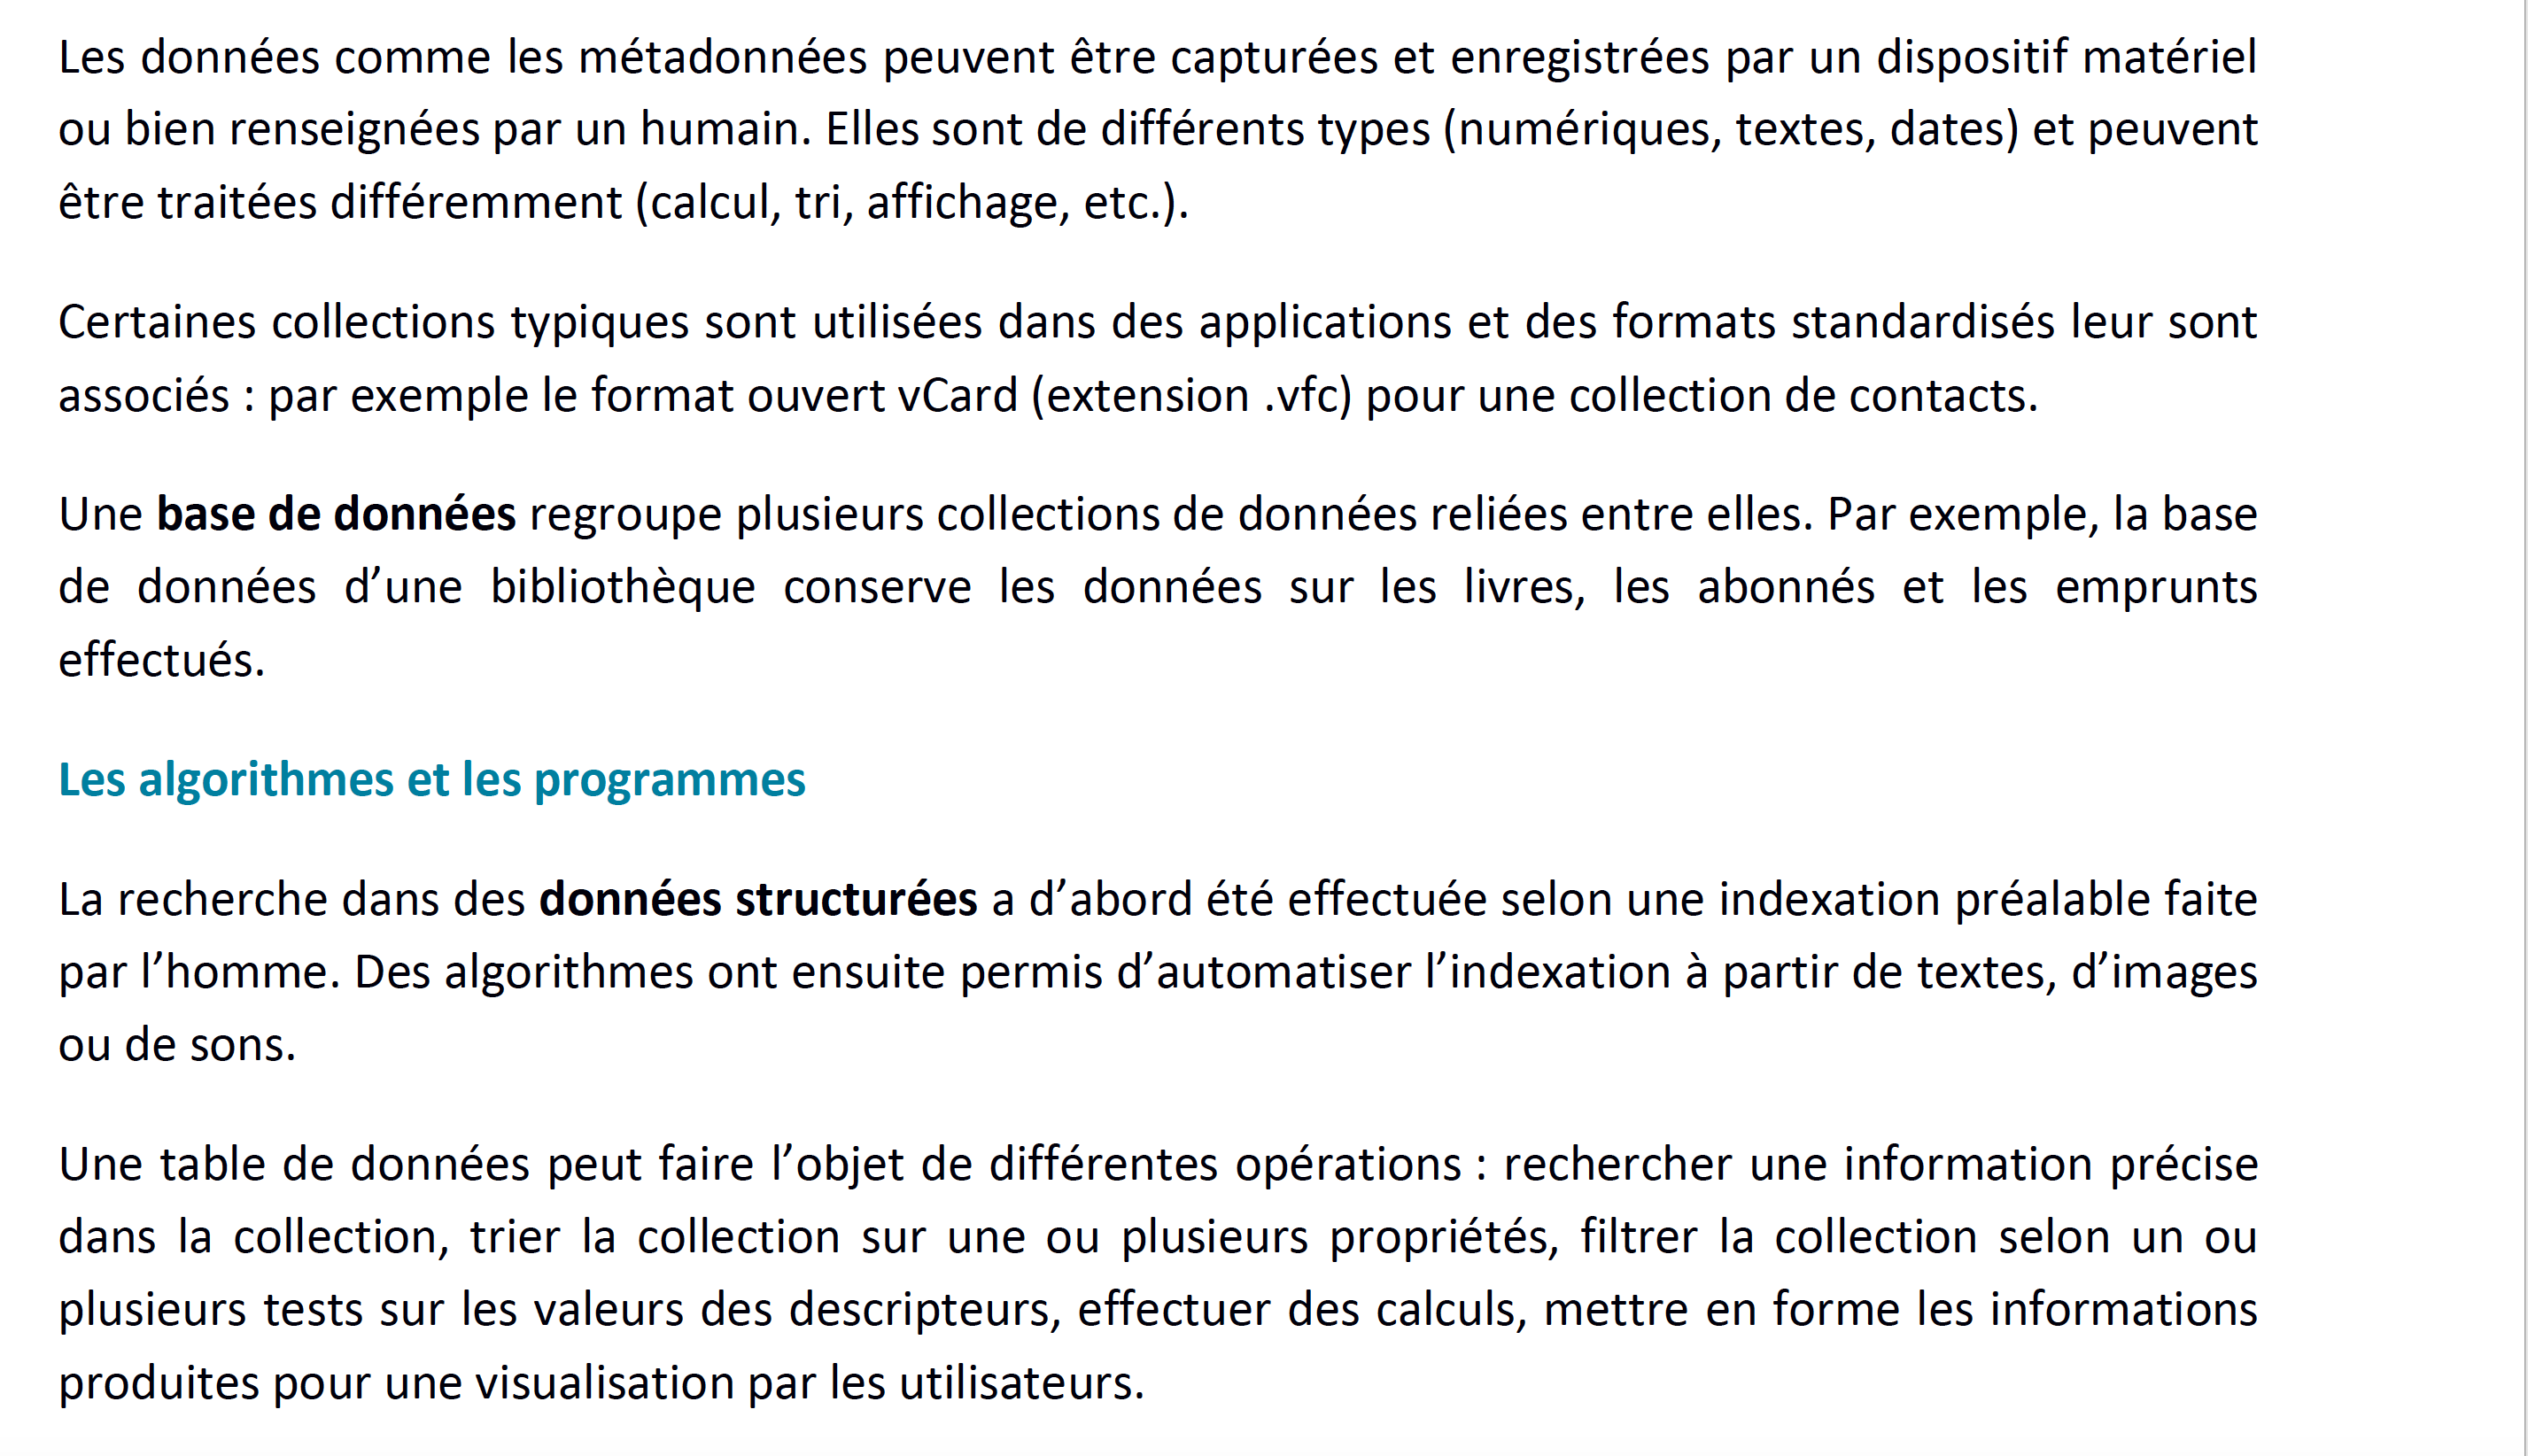 Les données comme les métadonnées peuvent être capturées et enregistrées par un dispositif matériel
ou bien renseignées par un humain. Elles sont de différents types (numériques, textes, dates) et peuvent
être traitées différemment (calcul, tri, affichage, etc.).
Certaines collections typiques sont utilisées dans des applications et des formats standardisés leur sont
associés : par exemple le format ouvert vCard (extension .vfc) pour une collection de contacts.
Une base de données regroupe plusieurs collections de données reliées entre elles. Par exemple, la base
de données d’une bibliothèque conserve les données sur les livres, les abonnés et les emprunts
effectués.
Les algorithmes et les programmes
La recherche dans des données structurées a d’abord été effectuée selon une indexation préalable faite
par l’homme. Des algorithmes ont ensuite permis d’automatiser l’indexation à partir de textes, d’images
ou de sons.
Une table de données peut faire l’objet de différentes opérations : rechercher une information précise
dans la collection, trier la collection sur une ou plusieurs propriétés, filtrer la collection selon un ou
plusieurs tests sur les valeurs des descripteurs, effectuer des calculs, mettre en forme les informations
produites pour une visualisation par les utilisateurs.